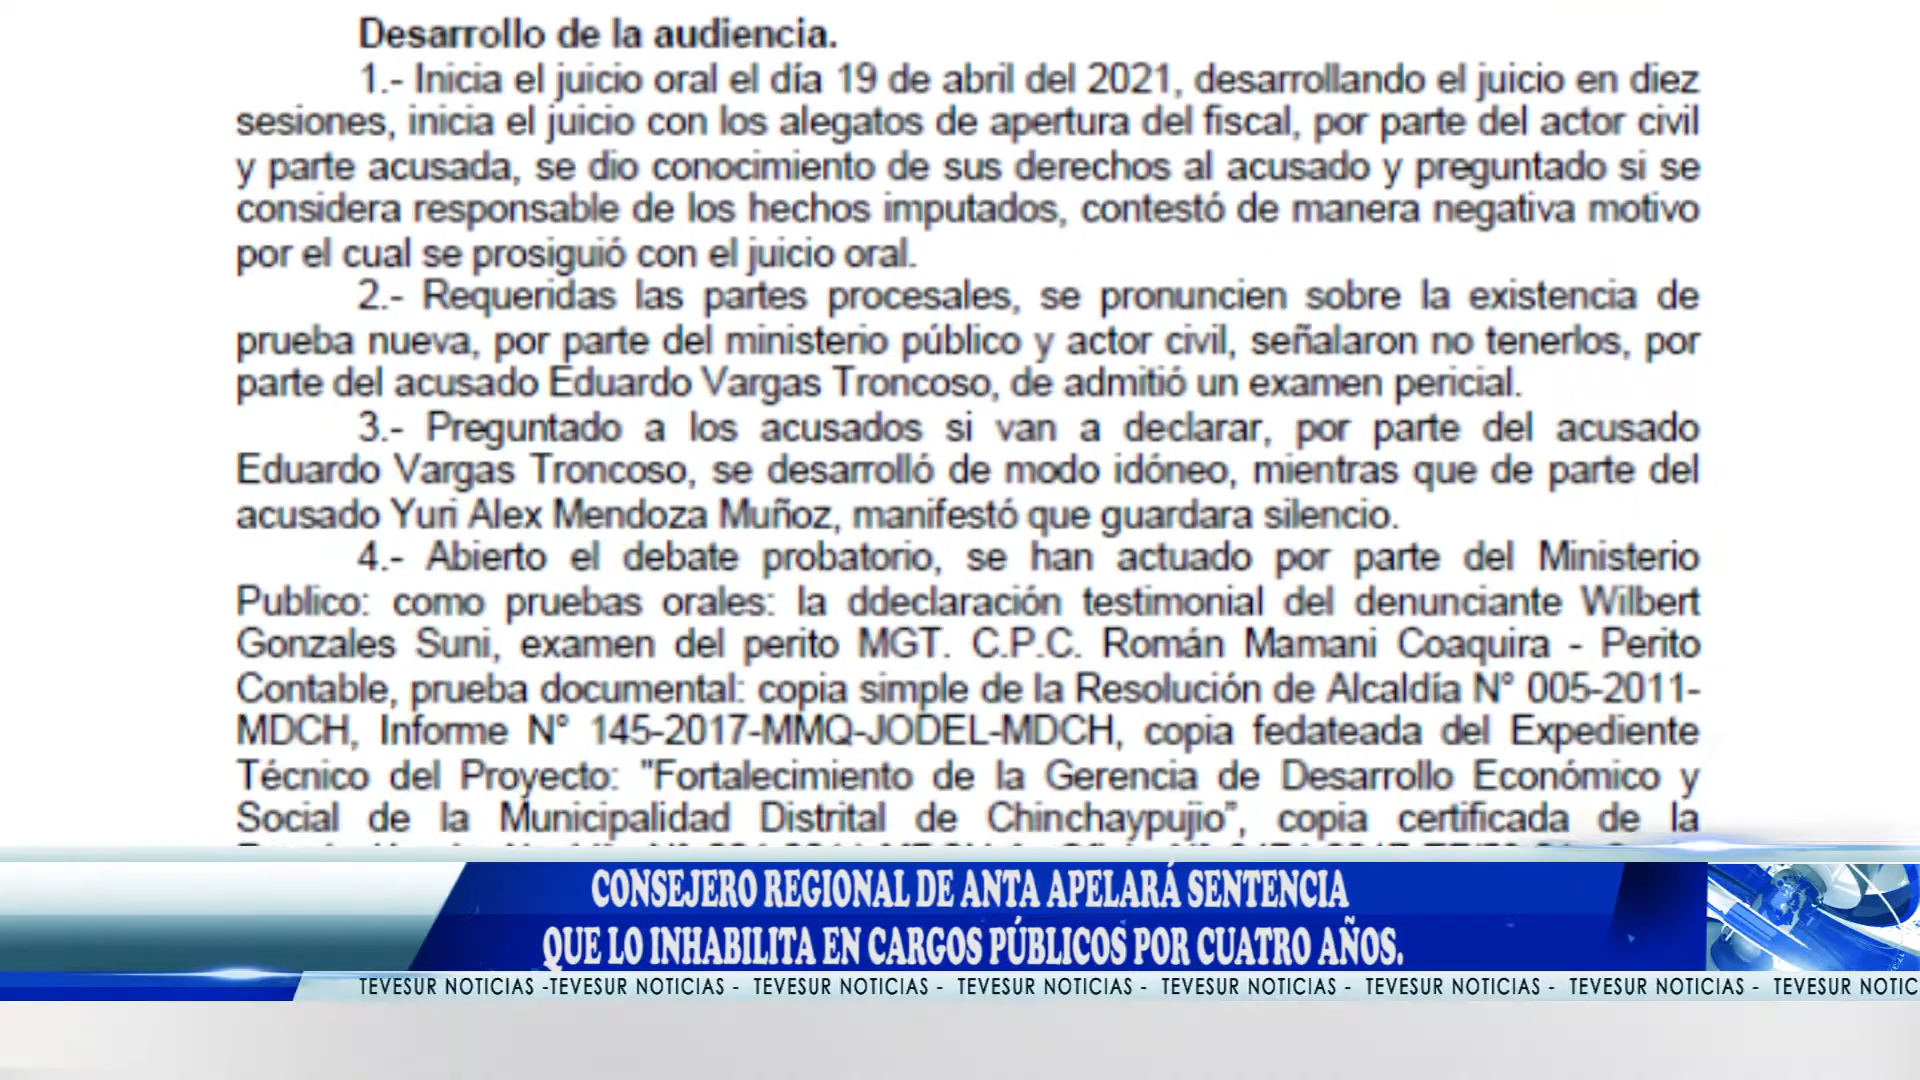 Desarrollo de la audiencia.
1.- Inicia el juicio oral el día 19 de abril del 2021, desarrollando el juicio en diez
sesiones, inicia el juicio con los alegatos de apertura del fiscal, por parte del actor civil
y parte acusada, se dio conocimiento de sus derechos al acusado y preguntado si se
considera responsable de los hechos imputados, contestó de manera negativa motivo
por el cual se prosiguió con el juicio oral.
2.- Requeridas las partes procesales, se pronuncien sobre la existencia de
prueba nueva, por parte del ministerio público y actor civil, señalaron no tenerlos, por
parte del acusado Eduardo Vargas Troncoso, de admitió un examen pericial.
3.- Preguntado a los acusados si van a declarar, por parte del acusado
Eduardo Vargas Troncoso, se desarrolló de modo idóneo, mientras que de parte del
acusado Yuri Alex Mendoza Muñoz, manifestó que guardara silencio.
4.- Abierto el debate probatorio, se han actuado por parte del Ministerio
Publico: como pruebas orales: la ddeclaración testimonial del denunciante Wilbert
Gonzales Suni, examen del perito MGT. C.P.C. Román Mamani Coaquira - Perito
Contable, prueba documental: copia simple de la Resolución de Alcaldía N° 005-2011-
MDCH, Informe N° 145-2017-MMQ-JODEL-MDCH, copia fedateada del Expediente
Técnico del Proyecto: "Fortalecimiento de la Gerencia de Desarrollo Económico y
Social de la Municipalidad Distrital de Chinchaypujio", copia certificada de la
CONSEJERO REGIONAL DE ANTA APELARÁ SENTENCIA
QUE LO INHABILITA EN CARGOS PÚBLICOS POR CUATRO AÑOS.
TEVESUR NOTICIAS -TEVESUR NOTICIAS - TEVESUR NOTICIAS - TEVESUR NOTICIAS - TEVESUR NOTICIAS - TEVESUR NOTICIAS - TEVESUR NOTICIAS - TEVESUR NOTIC